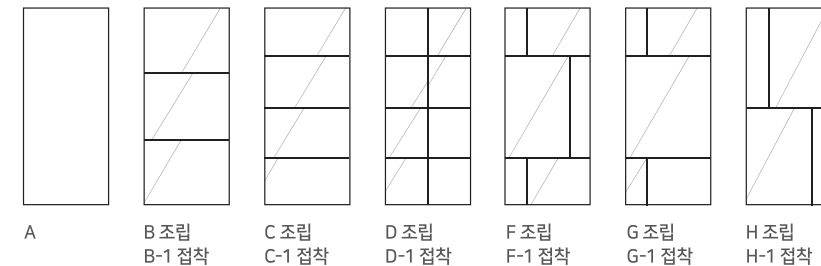 A
B 조립
B-1 접착
C 조립
C-1 접착
D 조립
D-1 접착
F 조립
F-1 접착
G 조립
G-1 접착
H 조립
H-1 접착